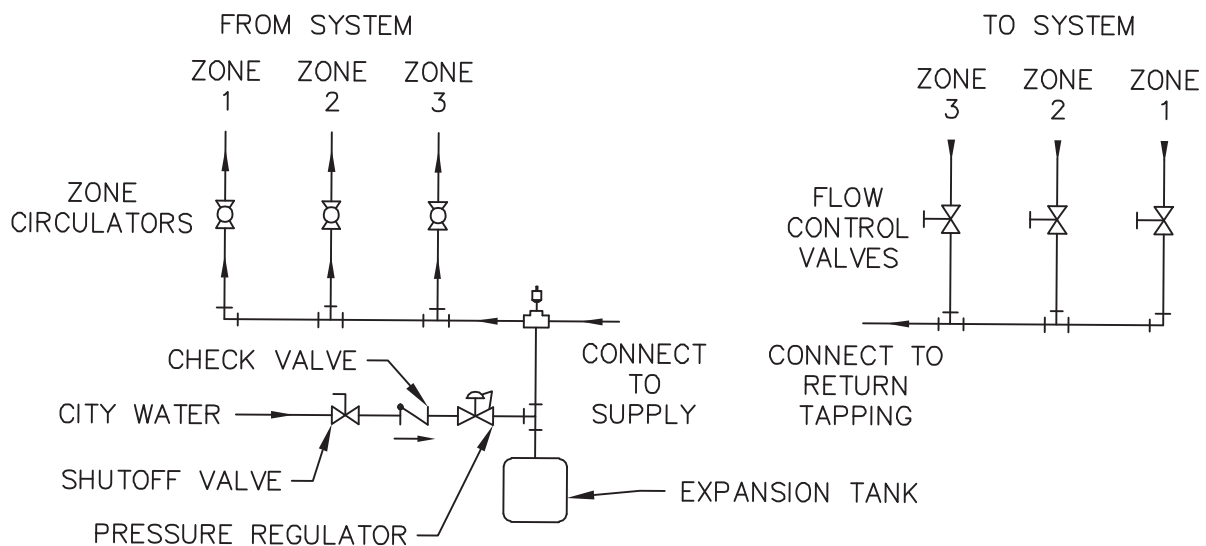 FROM SYSTEM
ZONE
1
ZONE
2
ZONE
3
TO SYSTEM
ZONE
3
ZONE
2
ZONE
1
ZONE
CIRCULATORS
FLOW
CONTROL
VALVES
CHECK VALVE
CONNECT
TO
SUPPLY
CONNECT TO
RETURN
TAPPING
CITY WATER
SHUTOFF VALVE
EXPANSION TANK
PRESSURE REGULATOR